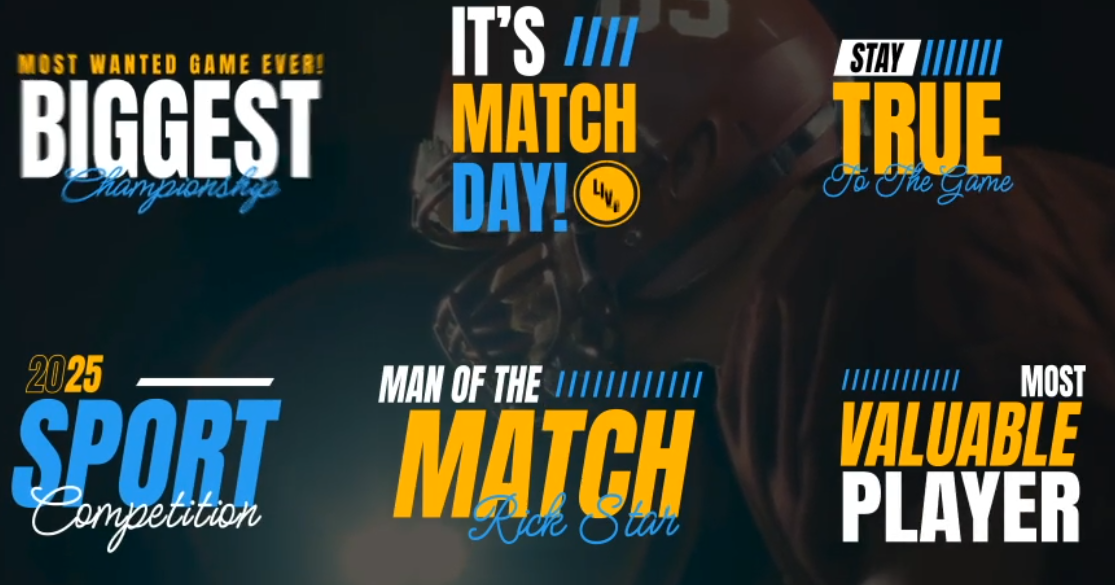 MOST WANTED GAME EVER!
BIGGEST
Championship
IT'S
MATCH
DAY!
LIVE
STAY
TRUE
To The Game
2025
SPORT
Competition
MAN OF THE
MATCH
Rick Star
MOST
VALUABLE
PLAYER